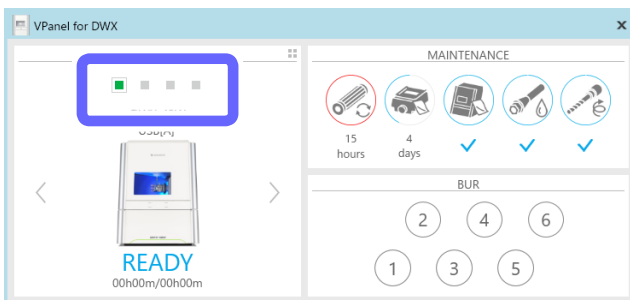 VPanel for DWX
x
USB[A]
READY
00h00m/00h00m
MAINTENANCE
15
hours
4
days
BUR
2
4
6
1
3
5